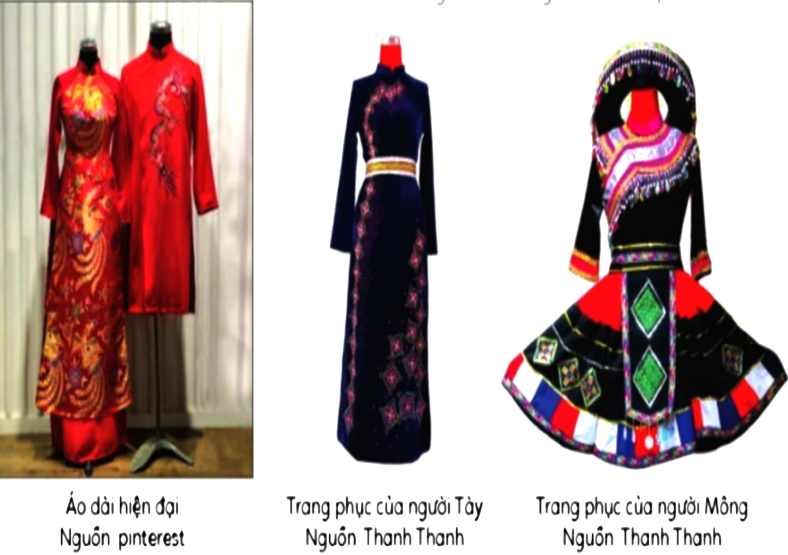 Áo dài hiện đại
Nguồn pinterest
Trang phục của người Tày
Nguồn Thanh Thanh
Trang phục của người Mông
Nguồn Thanh Thanh